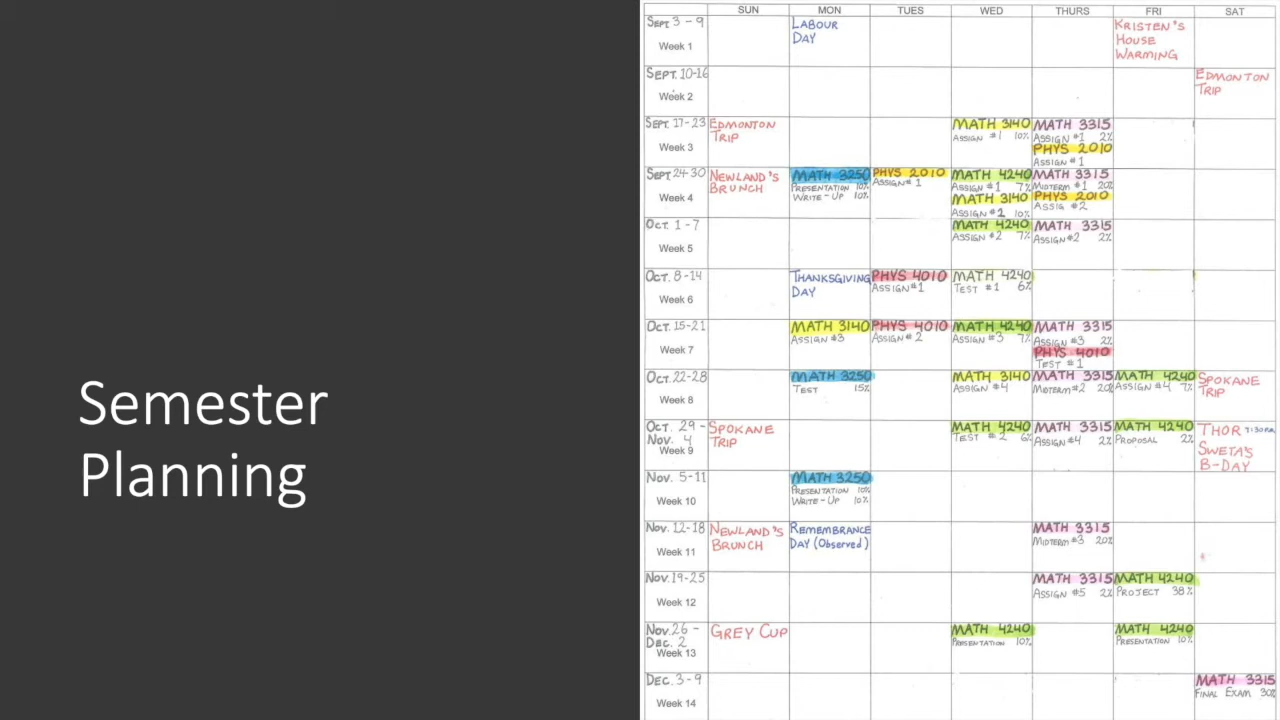 Semester
Planning
SUN MON TUES WED THURS FRI SAT
SEPT 3 - 9
Week 1
LABOUR
DAY
KRISTEN'S
HOUSE
WARMING
SEPT. 10-16
Week 2
EDMONTON
TRIP
SEPT. 17-23
Week 3
EDMONTON
TRIP
MATH 3140
ASSIGN #1 10%
MATH 3315
ASSIGN #1 2%
PHYS 2010
ASSIGN #1
SEPT 24-30
Week 4
NEWLAND'S
BRUNCH
MATH 3250
PRESENTATION 10%
WRITE-UP 10%
PHYS 2010
ASSIGN #1
MATH 4240
ASSIGN #1 7%
MATH 3140
ASSIGN #2 10%
MATH 3315
MIDTERM #1 20%
PHYS 2010
ASSIG #2
OCT. 1-7
Week 5
MATH 4240
ASSIGN #2 7%
MATH 3315
ASSIGN #2 2%
OCT. 8-14
Week 6
THANKSGIVING
DAY
PHYS 4010
ASSIGN #1
MATH 4240
TEST #1 6%
OCT. 15-21
Week 7
MATH 3140
ASSIGN #3
PHYS 4010
ASSIGN #2
MATH 4240
ASSIGN #3 7%
MATH 3315
ASSIGN #3 2%
PHYS 4010
TEST #1
OCT. 22-28
Week 8
MATH 3250
TEST 15%
MATH 3140
ASSIGN #4
MATH 3315
MIDTERM #2 20%
MATH 4240
ASSIGN #4 7%
SPOKANE
TRIP
OCT. 29 -
NOV. 4
Week 9
SPOKANE
TRIP
MATH 4240
TEST #2 6%
MATH 3315
ASSIGN #4 2%
MATH 4240
PROPOSAL 2%
THOR 7:30 P.M.
SWETA'S
B-DAY
NOV. 5-11
Week 10
MATH 3250
PRESENTATION 10%
WRITE-UP 10%
NOV. 12-18
Week 11
NEWLAND'S
BRUNCH
REMEMBRANCE
DAY (Observed)
MATH 3315
MIDTERM #3 20%
NOV. 19-25
Week 12
MATH 3315
ASSIGN #5 2%
MATH 4240
PROJECT 38%
NOV. 26 -
DEC. 2
Week 13
GREY CUP
MATH 4240
PRESENTATION 10%
MATH 4240
PRESENTATION 10%
DEC. 3-9
Week 14
MATH 3315
FINAL EXAM 30%